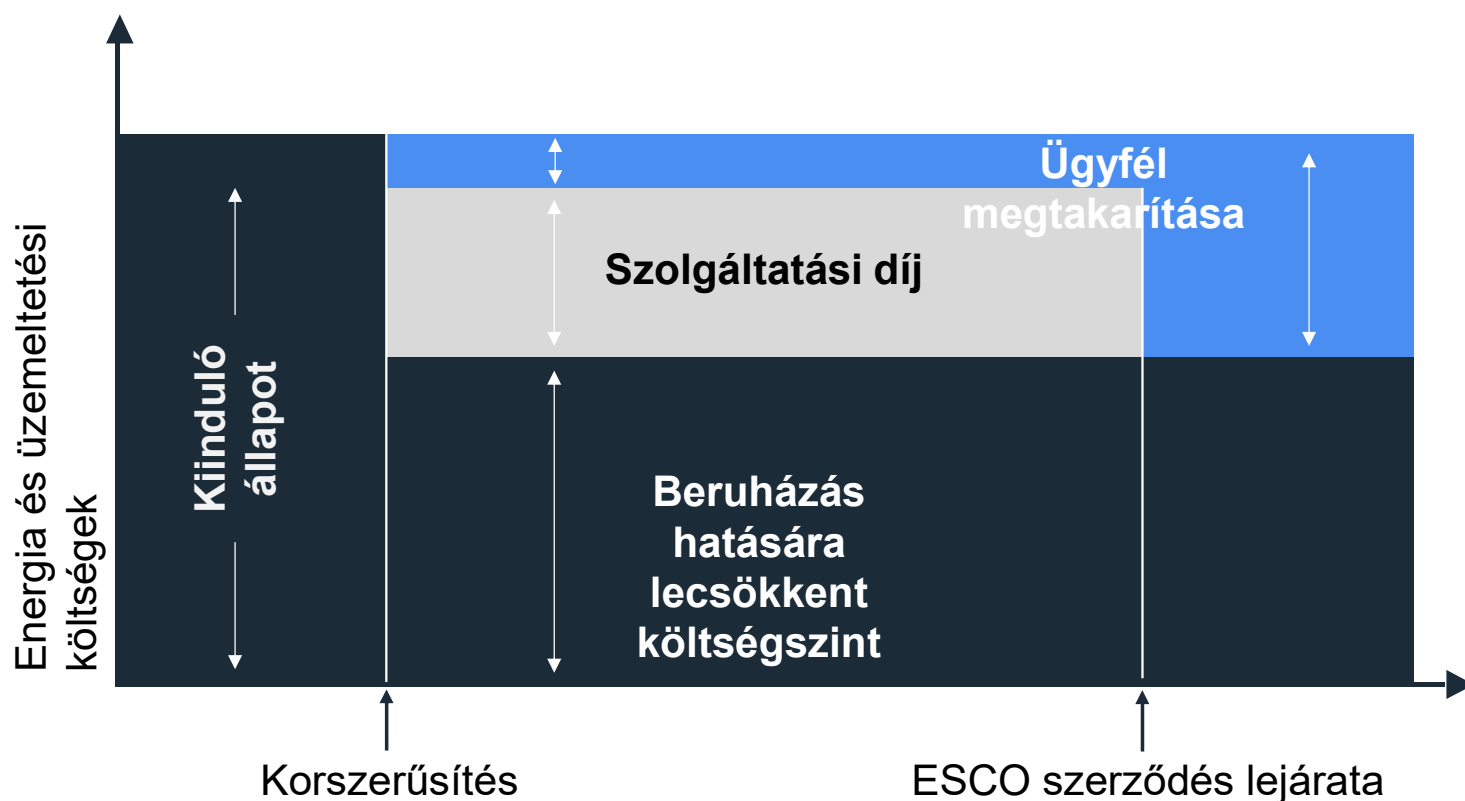 Energia és üzemeltetési
költségek
Kiinduló
állapot
Ügyfél
megtakarítása
Szolgáltatási díj
Beruházás
hatására
lecsökkent
költségszint
Korszerűsítés
ESCO szerződés lejárata